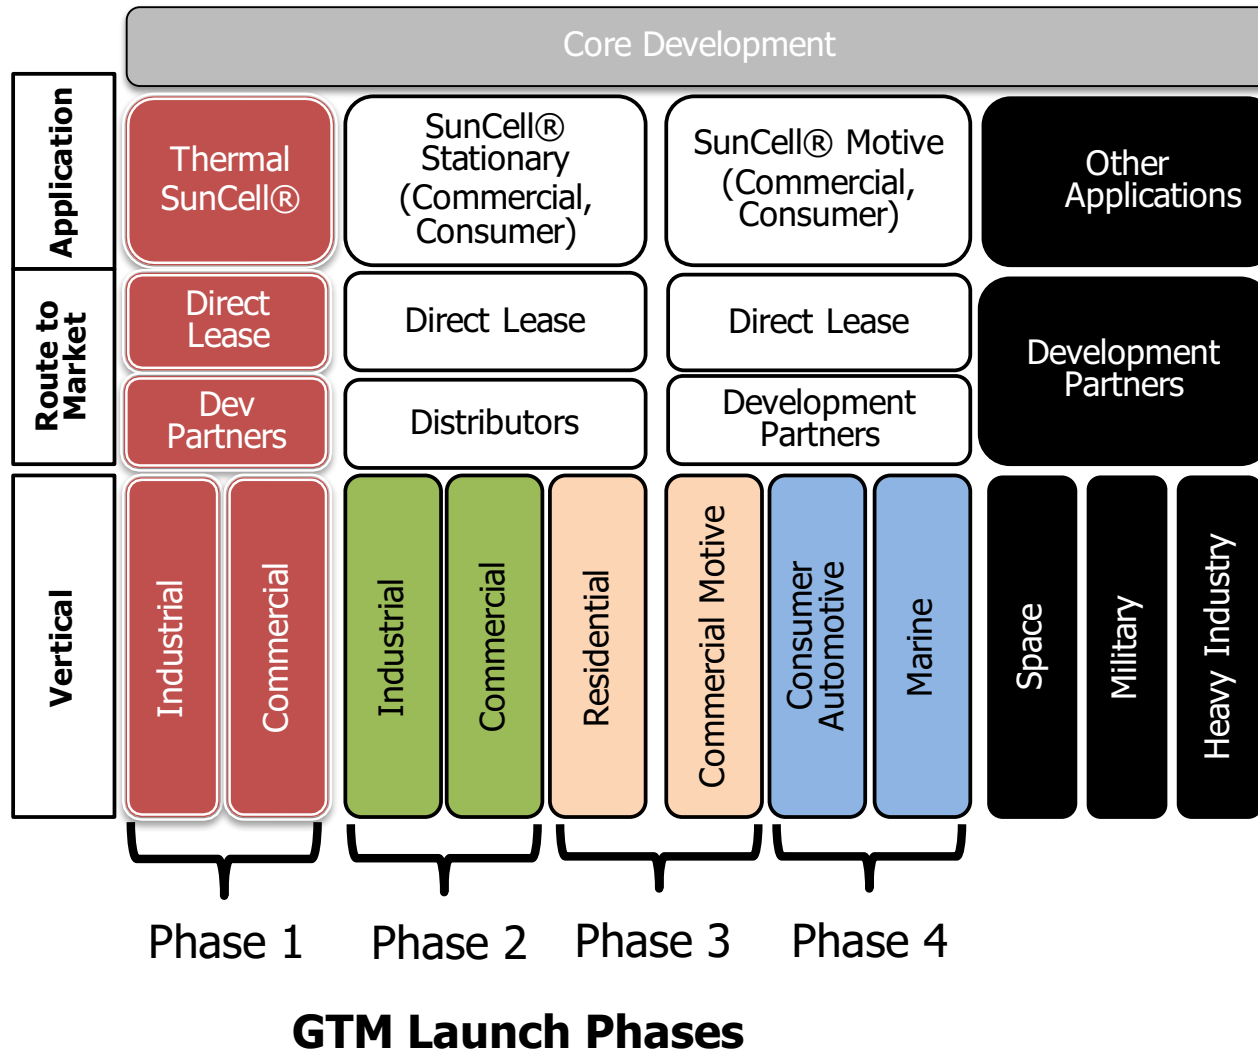 Core Development
Application
Thermal
SunCell®
SunCell®
Stationary
(Commercial,
Consumer)
SunCell® Motive
(Commercial,
Consumer)
Other
Applications
Route to
Market
Direct
Lease
Direct Lease
Direct Lease
Development
Partners
Dev
Partners
Distributors
Development
Partners
Vertical
Industrial
Commercial
Industrial
Commercial
Residential
Commercial Motive
Consumer
Automotive
Marine
Space
Military
Heavy Industry
Phase 1
Phase 2
Phase 3
Phase 4
GTM Launch Phases